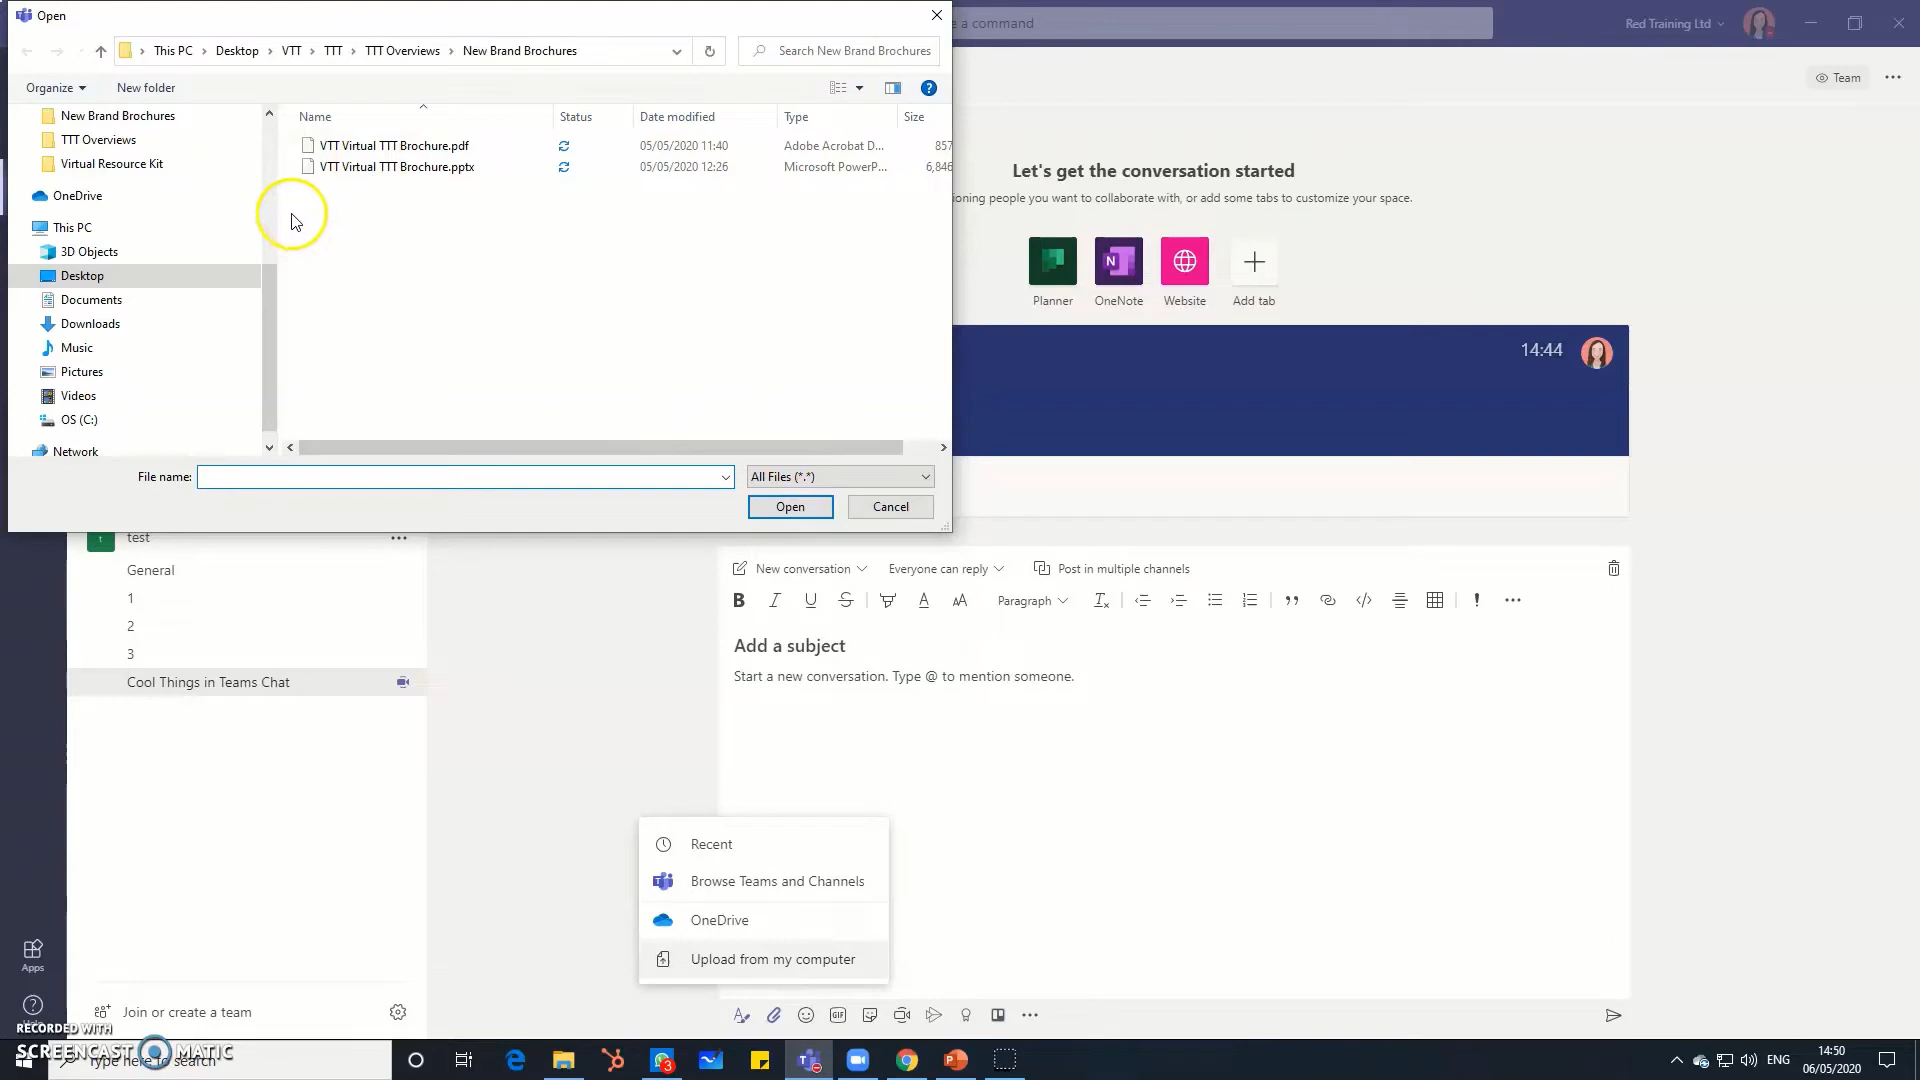 Open
This PC > Desktop > VTT > TTT > TTT Overviews > New Brand Brochures
Search New Brand Brochures
Organize
New folder
New Brand Brochures
TTT Overviews
Virtual Resource Kit
OneDrive
This PC
3D Objects
Desktop
Documents
Downloads
Music
Pictures
Videos
OS (C:)
Network
Name Status Date modified Type Size
VTT Virtual TTT Brochure.pdf 05/05/2020 11:40 Adobe Acrobat D... 857
VTT Virtual TTT Brochure.pptx 05/05/2020 12:26 Microsoft PowerP... 6,846
File name:
All Files (*.*)
Open
Cancel
e a command
Red Training Ltd
Team
Let's get the conversation started
ioning people you want to collaborate with, or add some tabs to customize your space.
N
Planner OneNote Website Add tab
14:44
t
test
General
1
2
3
Cool Things in Teams Chat
New conversation
Everyone can reply
Post in multiple channels
B I U S A AA Paragraph
Add a subject
Start a new conversation. Type @ to mention someone.
Recent
Browse Teams and Channels
OneDrive
Upload from my computer
GIF
Apps
Join or create a team
RECORDED WITH
SCREENCAST MATIC
Type here to search
3
ENG
14:50
06/05/2020